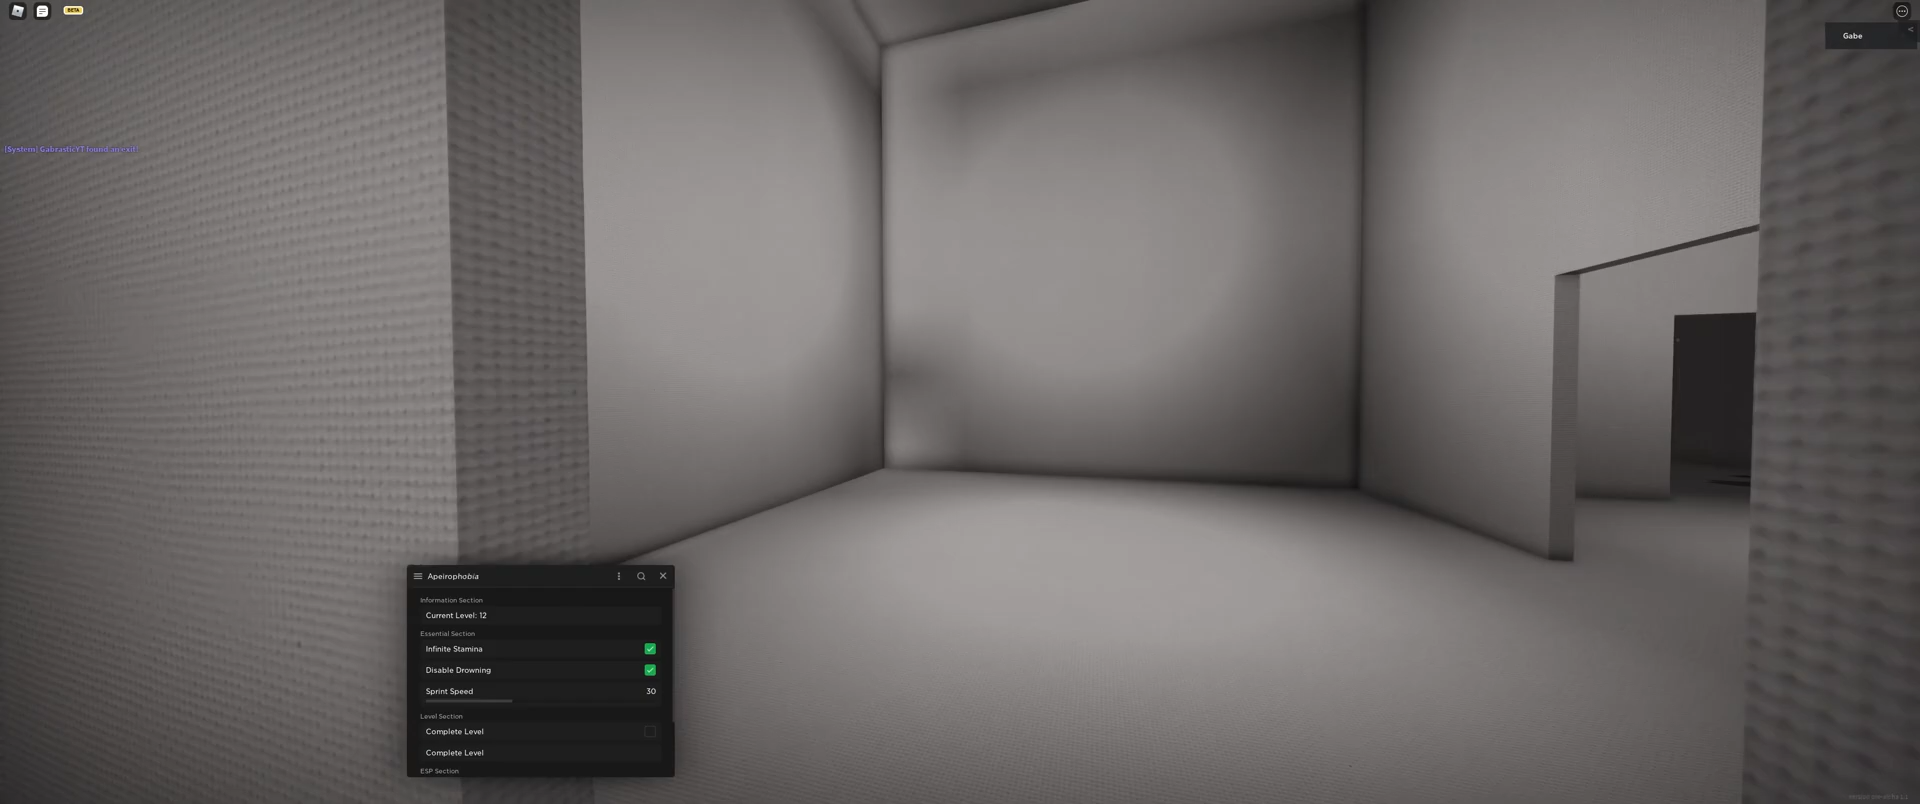 BETA
Gabe
[System] GabrasticYT found an exit!
Apeirophobia
Information Section
Current Level: 12
Essential Section
Infinite Stamina
Disable Drowning
Sprint Speed 30
Level Section
Complete Level
Complete Level
ESP Section